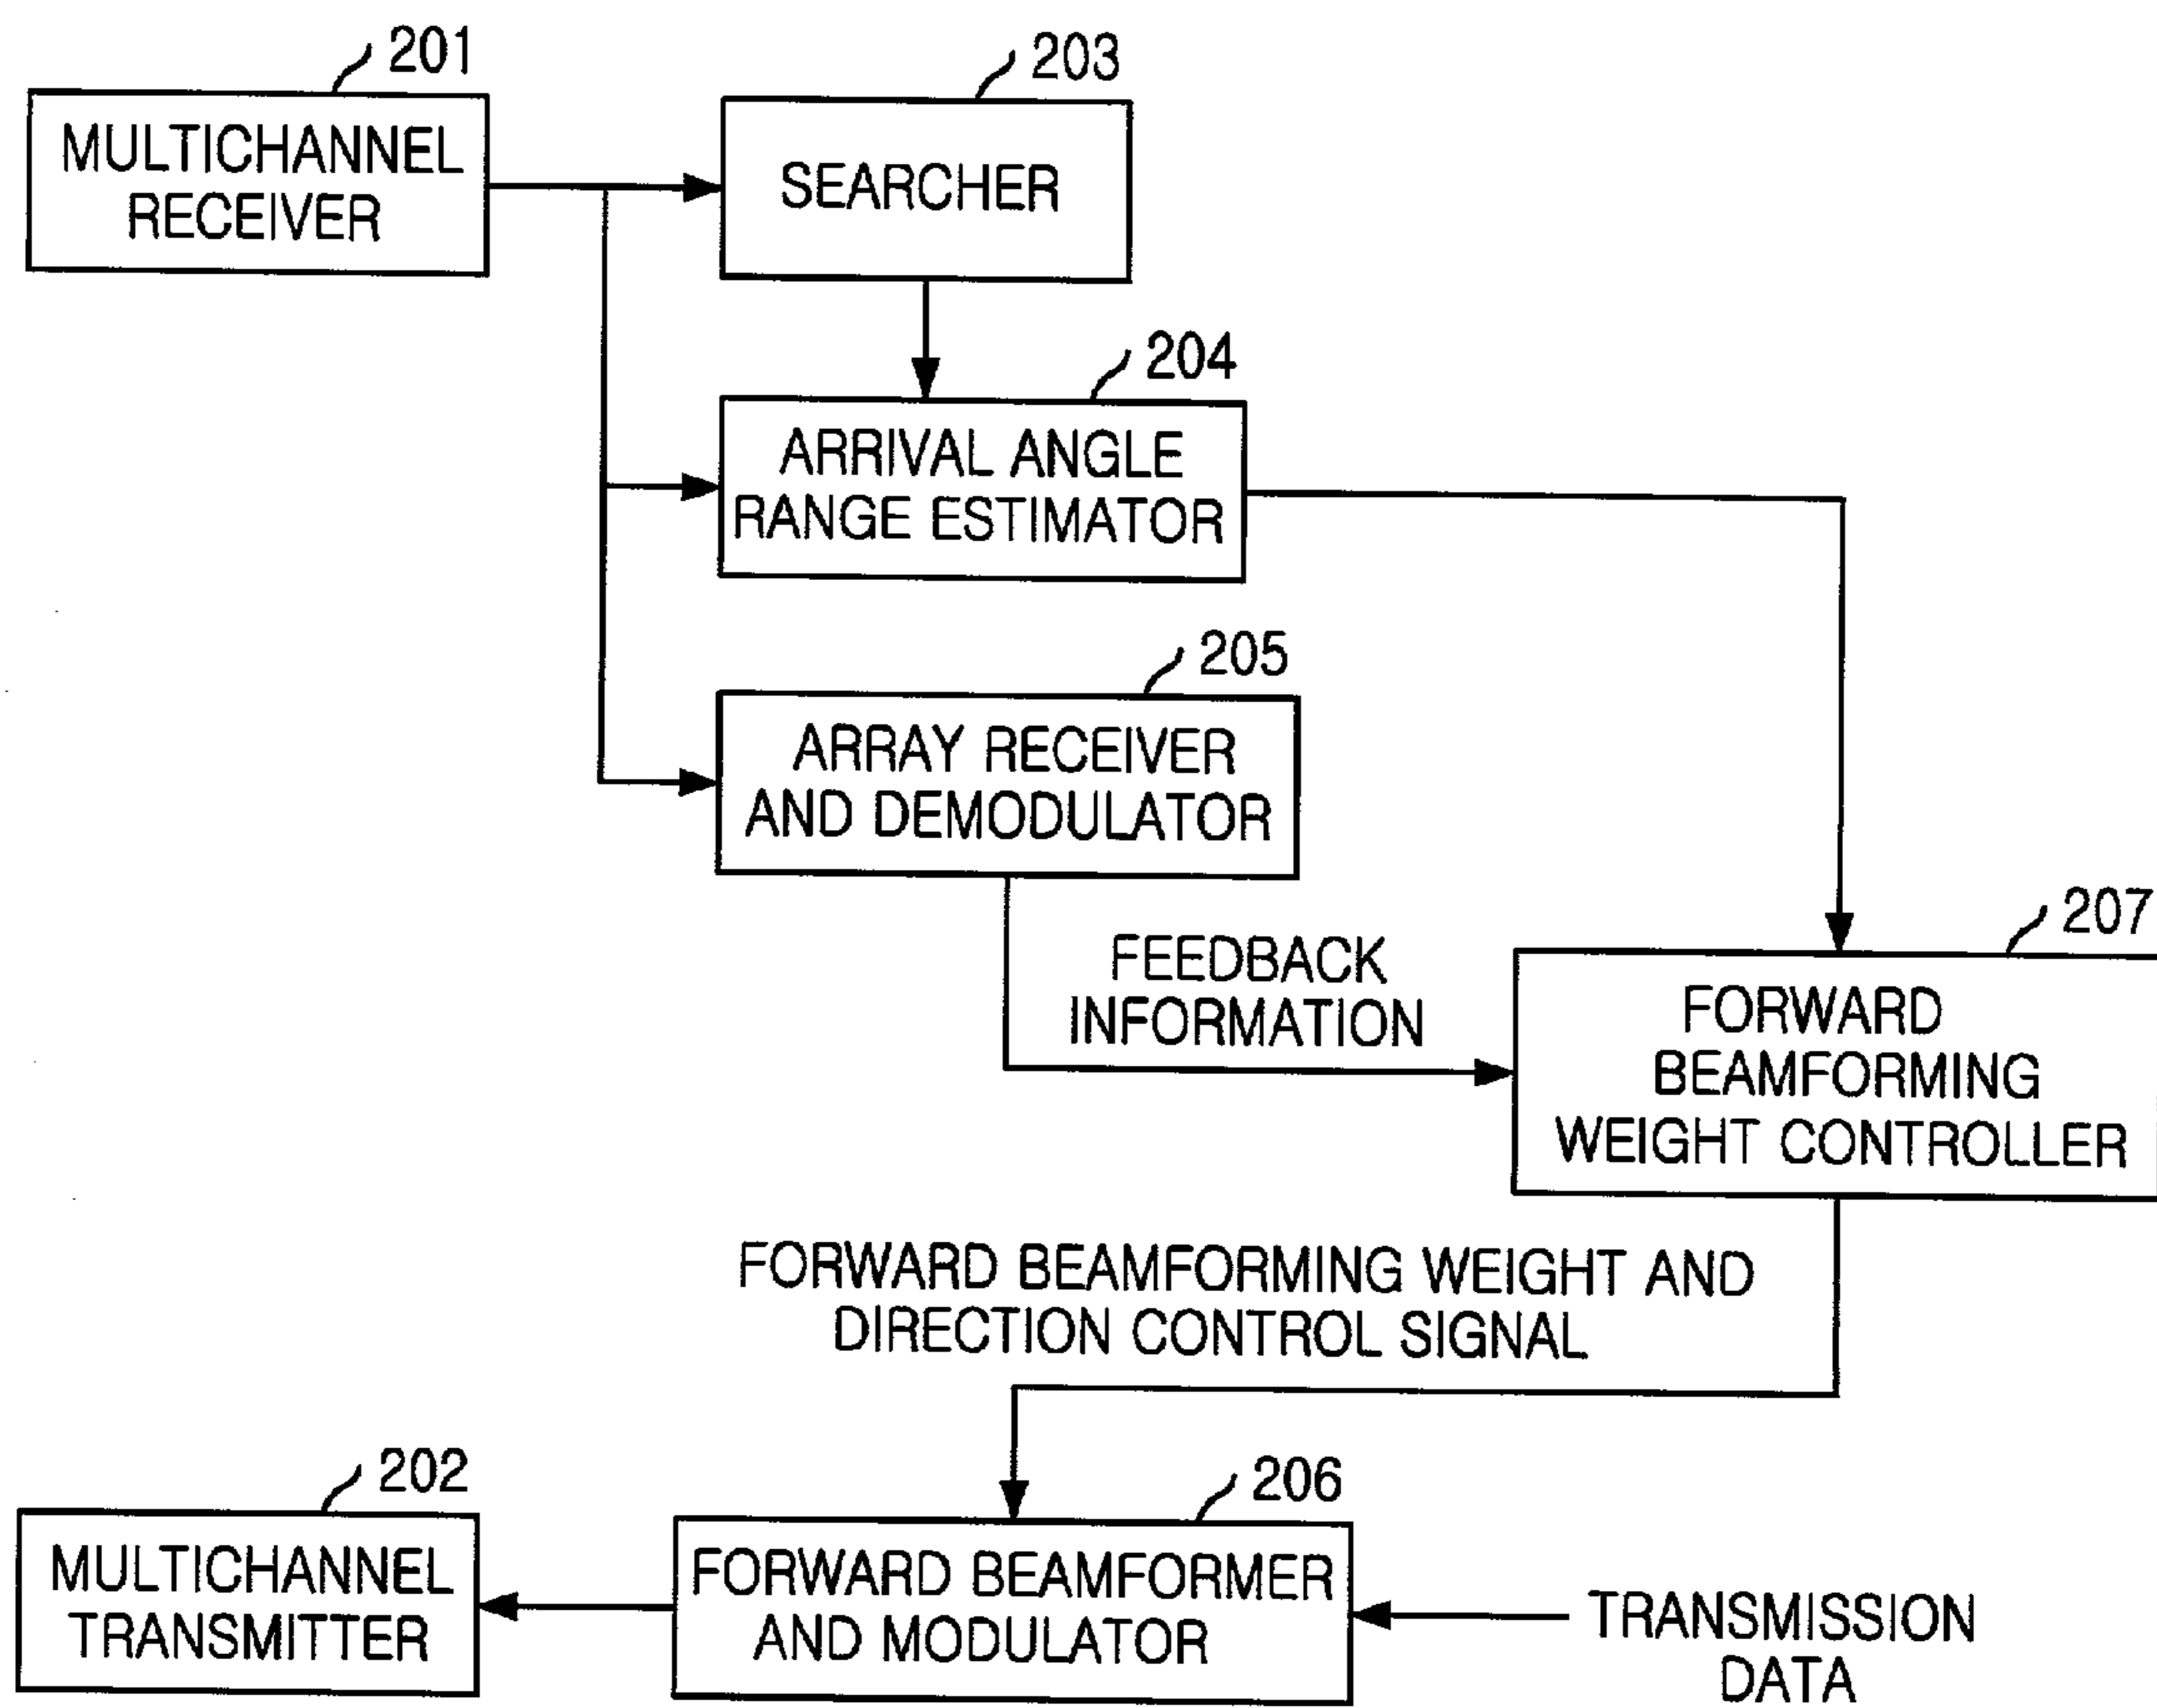 201
MULTICHANNEL
RECEIVER
203
SEARCHER
204
ARRIVAL ANGLE
RANGE ESTIMATOR
205
ARRAY RECEIVER
AND DEMODULATOR
FEEDBACK
INFORMATION
207
FORWARD
BEAMFORMING
WEIGHT CONTROLLER
FORWARD BEAMFORMING WEIGHT AND
DIRECTION CONTROL SIGNAL
202
MULTICHANNEL
TRANSMITTER
206
FORWARD BEAMFORMER
AND MODULATOR
TRANSMISSION
DATA